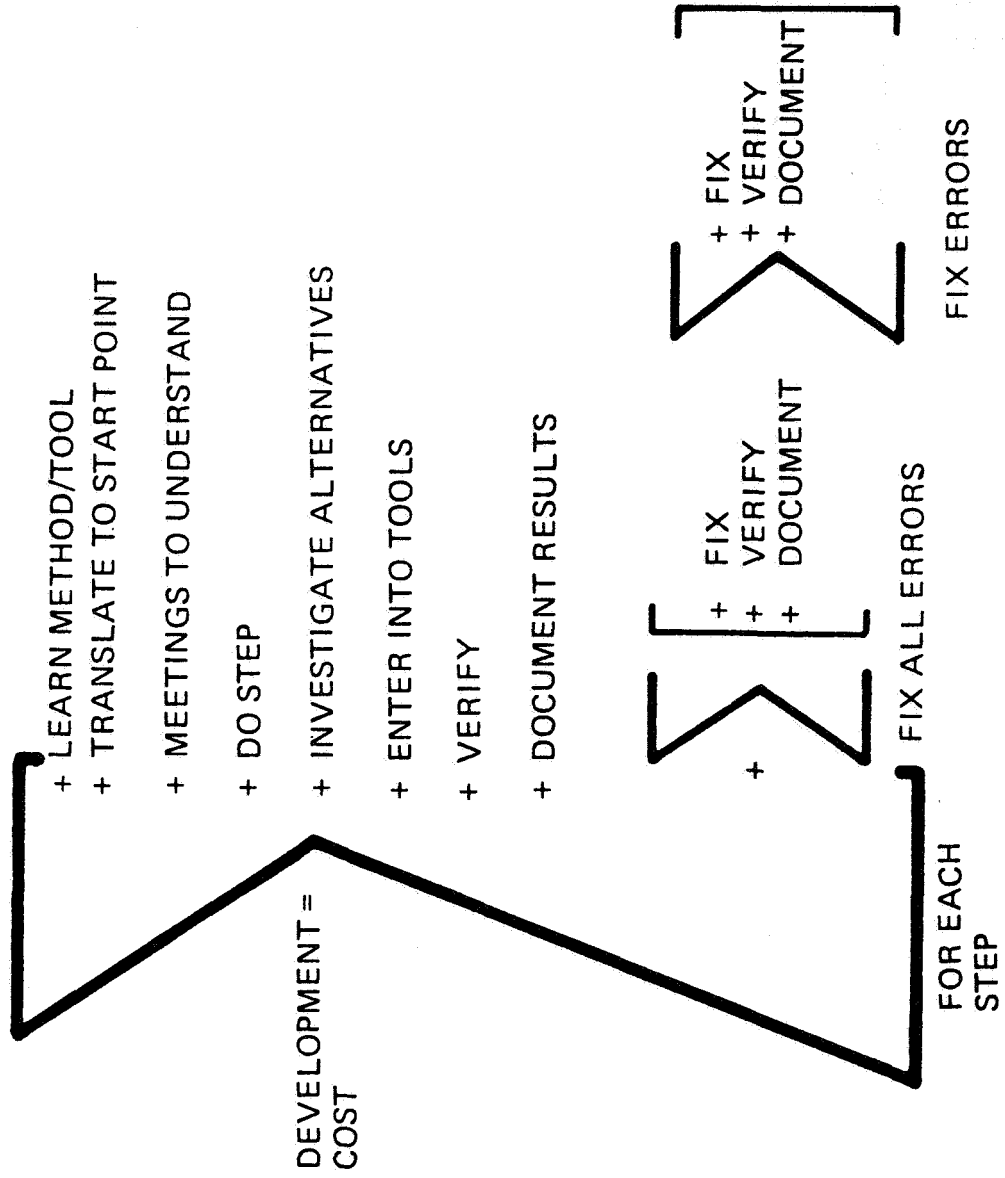 DEVELOPMENT =
COST
+ LEARN METHOD/TOOL
+ TRANSLATE TO START POINT
+ MEETINGS TO UNDERSTAND
+ DO STEP
+ INVESTIGATE ALTERNATIVES
+ ENTER INTO TOOLS
+ VERIFY
+ DOCUMENT RESULTS
+
+ FIX
+ VERIFY
+ DOCUMENT
+ FIX
+ VERIFY
+ DOCUMENT
FIX ALL ERRORS
FIX ERRORS
FOR EACH
STEP